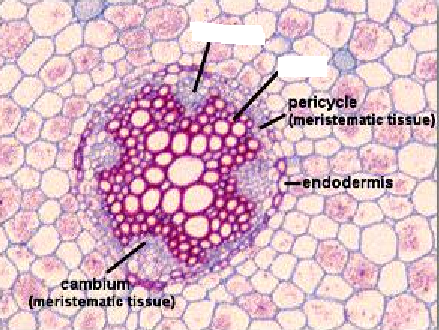 pericycle
(meristematic tissue)
endodermis
cambium
(meristematic tissue)